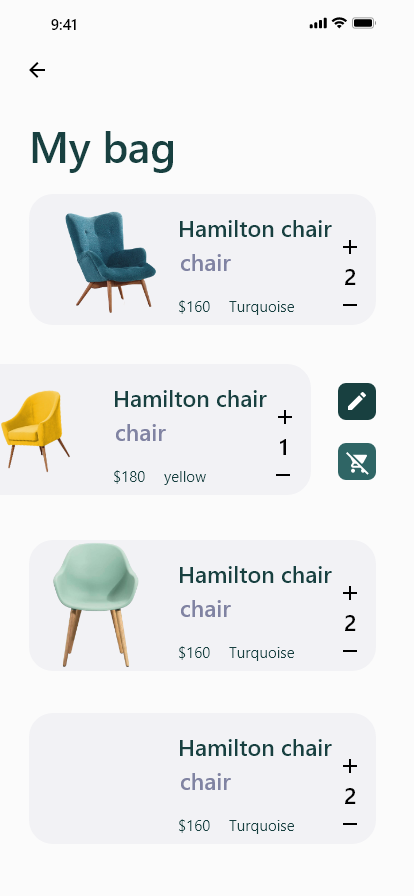 9:41
My bag
Hamilton chair
chair
2
$160 Turquoise
Hamilton chair
chair
1
$180 yellow
Hamilton chair
chair
2
$160 Turquoise
Hamilton chair
chair
2
$160 Turquoise